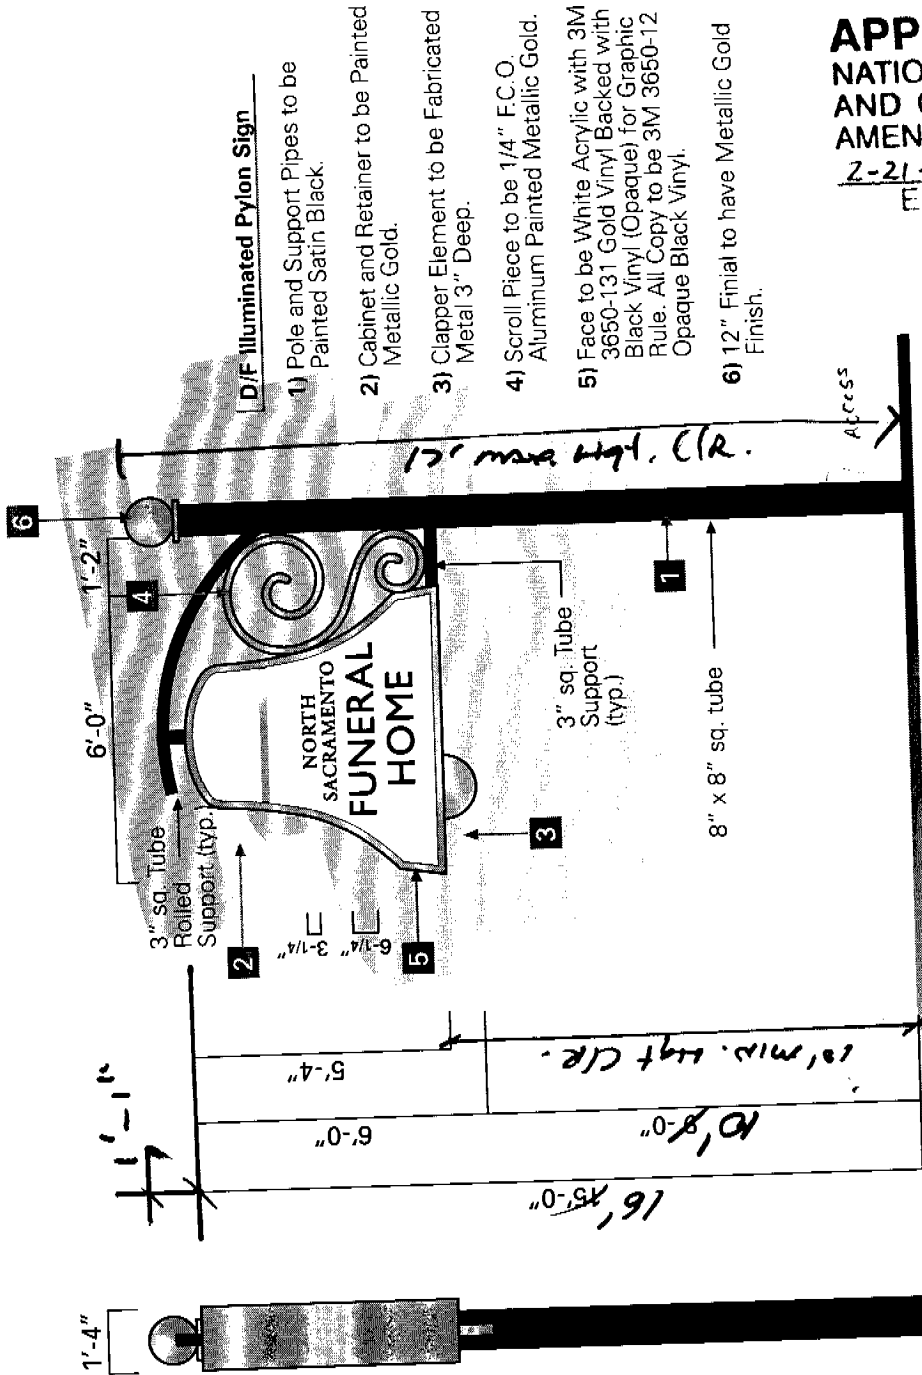 D/F Illuminated Pylon Sign
1) Pole and Support Pipes to be
Painted Satin Black.
2) Cabinet and Retainer to be Painted
Metallic Gold.
3) Clapper Element to be Fabricated
Metal 3" Deep.
4) Scroll Piece to be 1/4" F.C.O.
Aluminum Painted Metallic Gold.
5) Face to be White Acrylic with 3M
3650-131 Gold Vinyl Backed with
Black Vinyl (Opaque) for Graphic
Rule. All Copy to be 3M 3650-12
Opaque Black Vinyl.
6) 12" Finial to have Metallic Gold
Finish.
APP
NATIO
AND
AMEN
2-21-
6
1'-2"
4
6'-0"
3" sq. Tube
Rolled
Support (typ.)
2
NORTH
SACRAMENTO
FUNERAL
HOME
3-1/4"
6-1/4"
5
3
3" sq. Tube
Support
(typ.)
1
8" x 8" sq. tube
Access
CLR.
1'-1"
5'-4"
6'-0"
10' min. Hgt CLR.
10' 9'-0"
16' 15'-0"
1'-4"